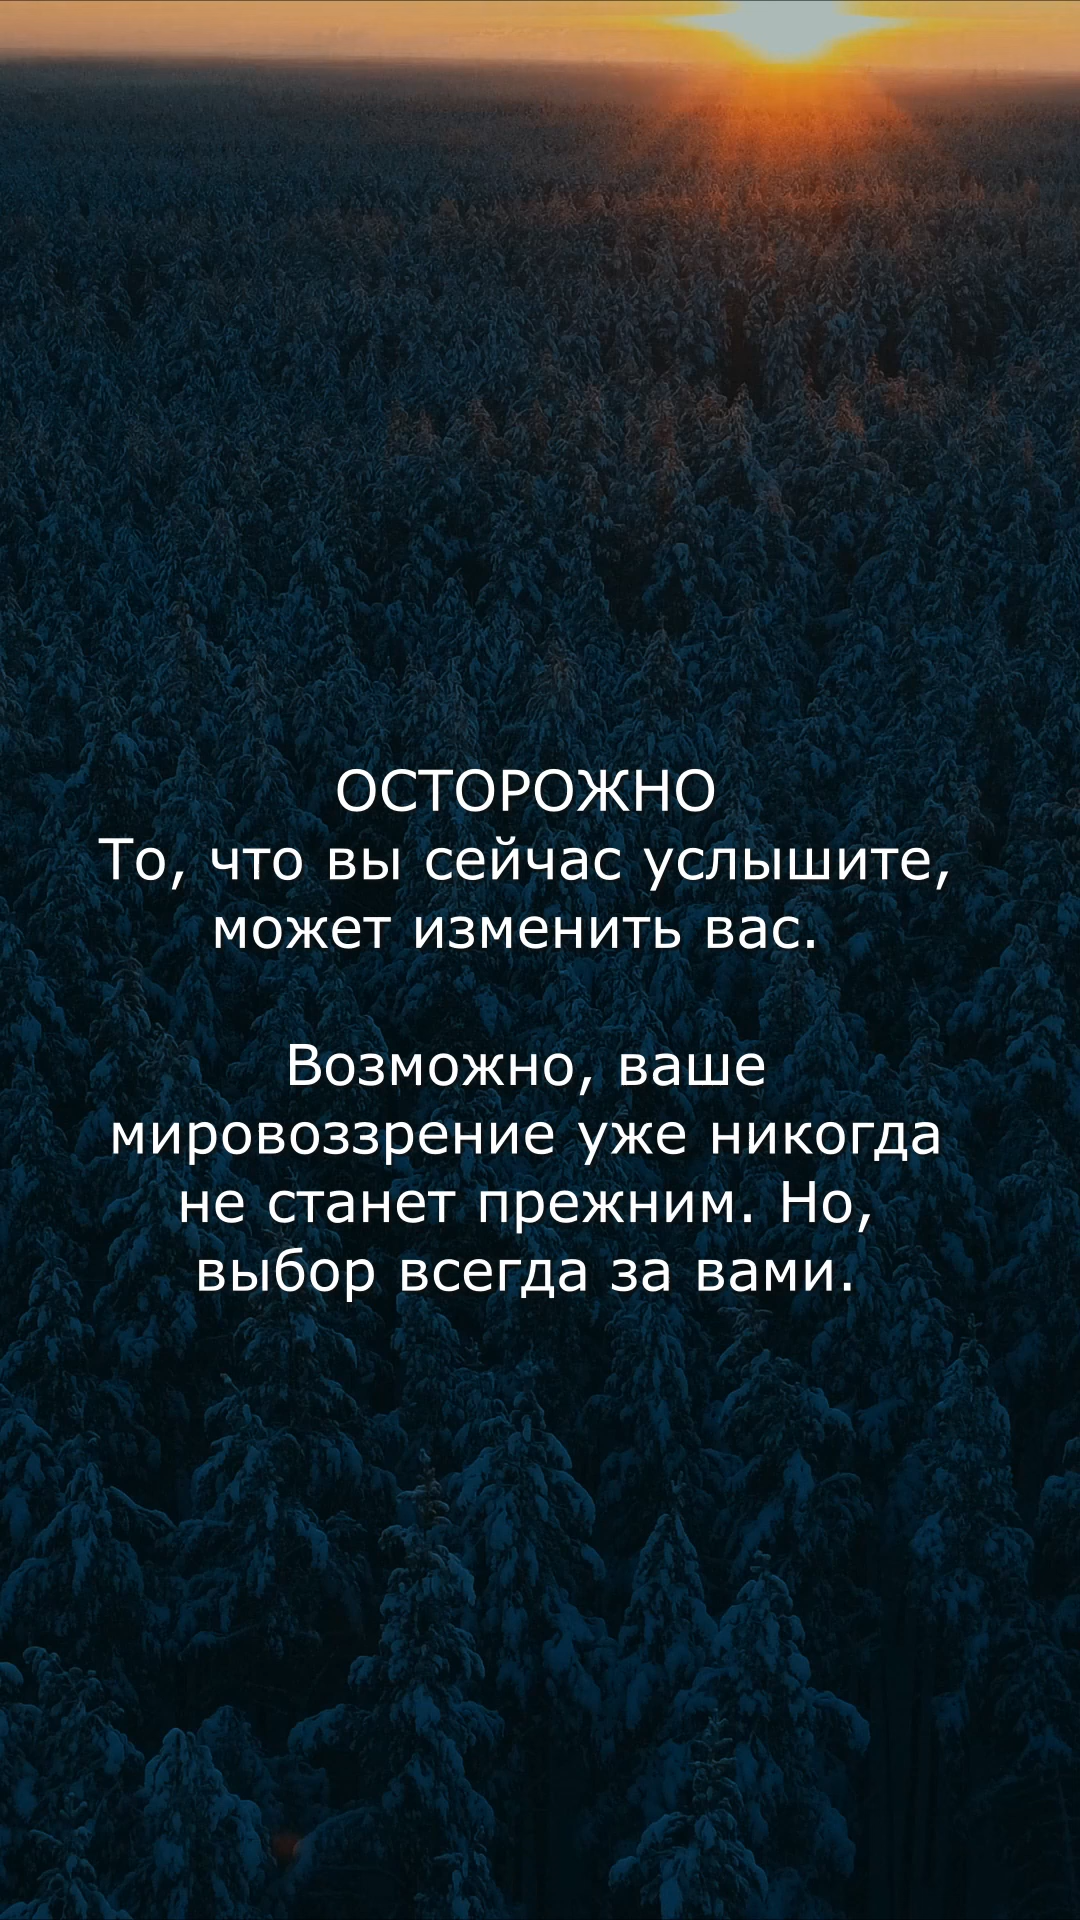 ОСТОРОЖНО
То, что вы сейчас услышите,
может изменить вас.
Возможно, ваше
мировоззрение уже никогда
не станет прежним. Но,
выбор всегда за вами.